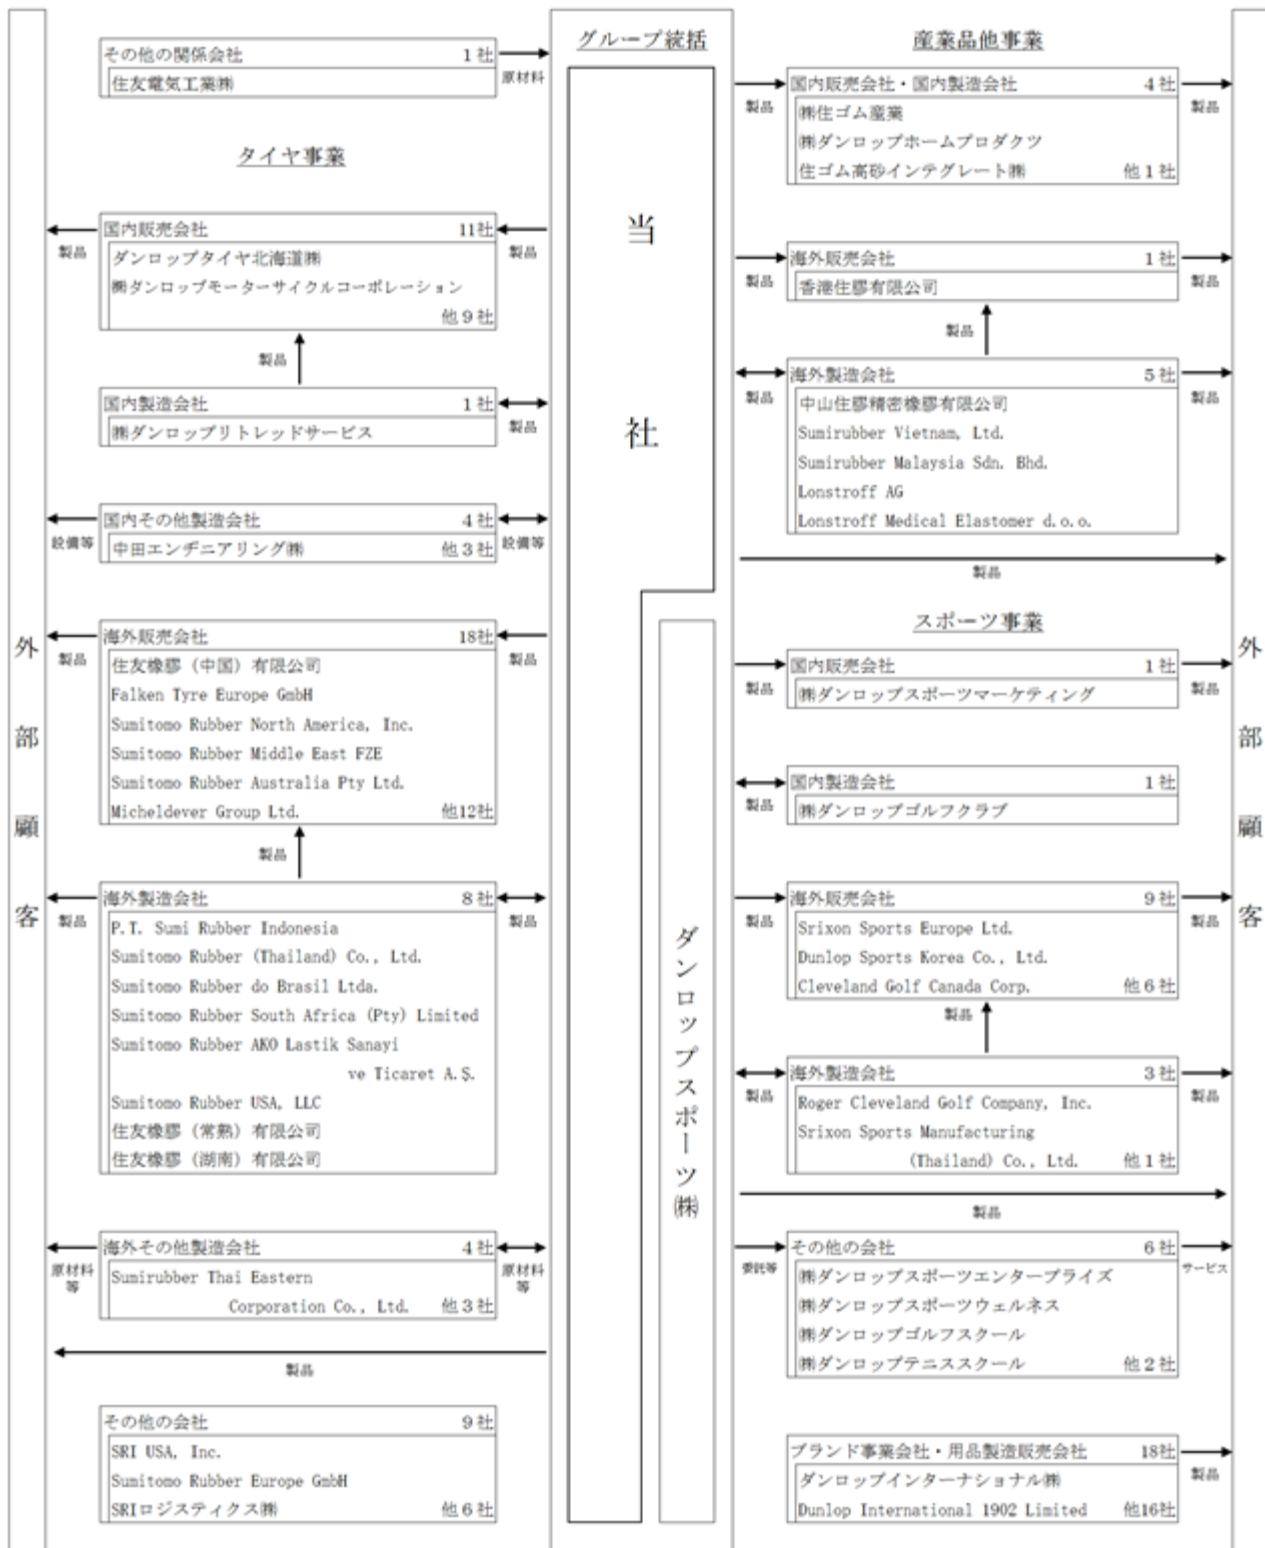 グループ統括
当社
ダンロップスポーツ㈱
外部顧客
その他の関係会社 1社
住友電気工業㈱
原材料
タイヤ事業
国内販売会社 11社
ダンロップタイヤ北海道㈱
㈱ダンロップモーターサイクルコーポレーション
他9社
製品
製品
製品
国内製造会社 1社
㈱ダンロップリトレッドサービス
製品
国内その他製造会社 4社
中田エンヂニアリング㈱ 他3社
設備等
設備等
海外販売会社 18社
住友橡膠（中国）有限公司
Falken Tyre Europe GmbH
Sumitomo Rubber North America, Inc.
Sumitomo Rubber Middle East FZE
Sumitomo Rubber Australia Pty Ltd.
Micheldever Group Ltd. 他12社
製品
製品
製品
海外製造会社 8社
P.T. Sumi Rubber Indonesia
Sumitomo Rubber (Thailand) Co., Ltd.
Sumitomo Rubber do Brasil Ltda.
Sumitomo Rubber South Africa (Pty) Limited
Sumitomo Rubber AKO Lastik Sanayi
ve Ticaret A.Ş.
Sumitomo Rubber USA, LLC
住友橡膠（常熟）有限公司
住友橡膠（湖南）有限公司
製品
製品
海外その他製造会社 4社
Sumirubber Thai Eastern
Corporation Co., Ltd. 他3社
原材料等
原材料等
製品
その他の会社 9社
SRI USA, Inc.
Sumitomo Rubber Europe GmbH
SRIロジスティクス㈱ 他6社
産業品他事業
国内販売会社・国内製造会社 4社
㈱住ゴム産業
㈱ダンロップホームプロダクツ
住ゴム高砂インテグレート㈱ 他1社
製品
製品
海外販売会社 1社
香港住膠有限公司
製品
製品
製品
海外製造会社 5社
中山住膠精密橡膠有限公司
Sumirubber Vietnam, Ltd.
Sumirubber Malaysia Sdn. Bhd.
Lonstroff AG
Lonstroff Medical Elastomer d.o.o.
製品
製品
製品
スポーツ事業
国内販売会社 1社
㈱ダンロップスポーツマーケティング
製品
製品
国内製造会社 1社
㈱ダンロップゴルフクラブ
製品
海外販売会社 9社
Srixon Sports Europe Ltd.
Dunlop Sports Korea Co., Ltd.
Cleveland Golf Canada Corp. 他6社
製品
製品
製品
海外製造会社 3社
Roger Cleveland Golf Company, Inc.
Srixon Sports Manufacturing
(Thailand) Co., Ltd. 他1社
製品
製品
製品
その他の会社 6社
㈱ダンロップスポーツエンタープライズ
㈱ダンロップスポーツウェルネス
㈱ダンロップゴルフスクール
㈱ダンロップテニススクール 他2社
委託等
サービス
ブランド事業会社・用品製造販売会社 18社
ダンロップインターナショナル㈱
Dunlop International 1902 Limited 他16社
製品
外部顧客